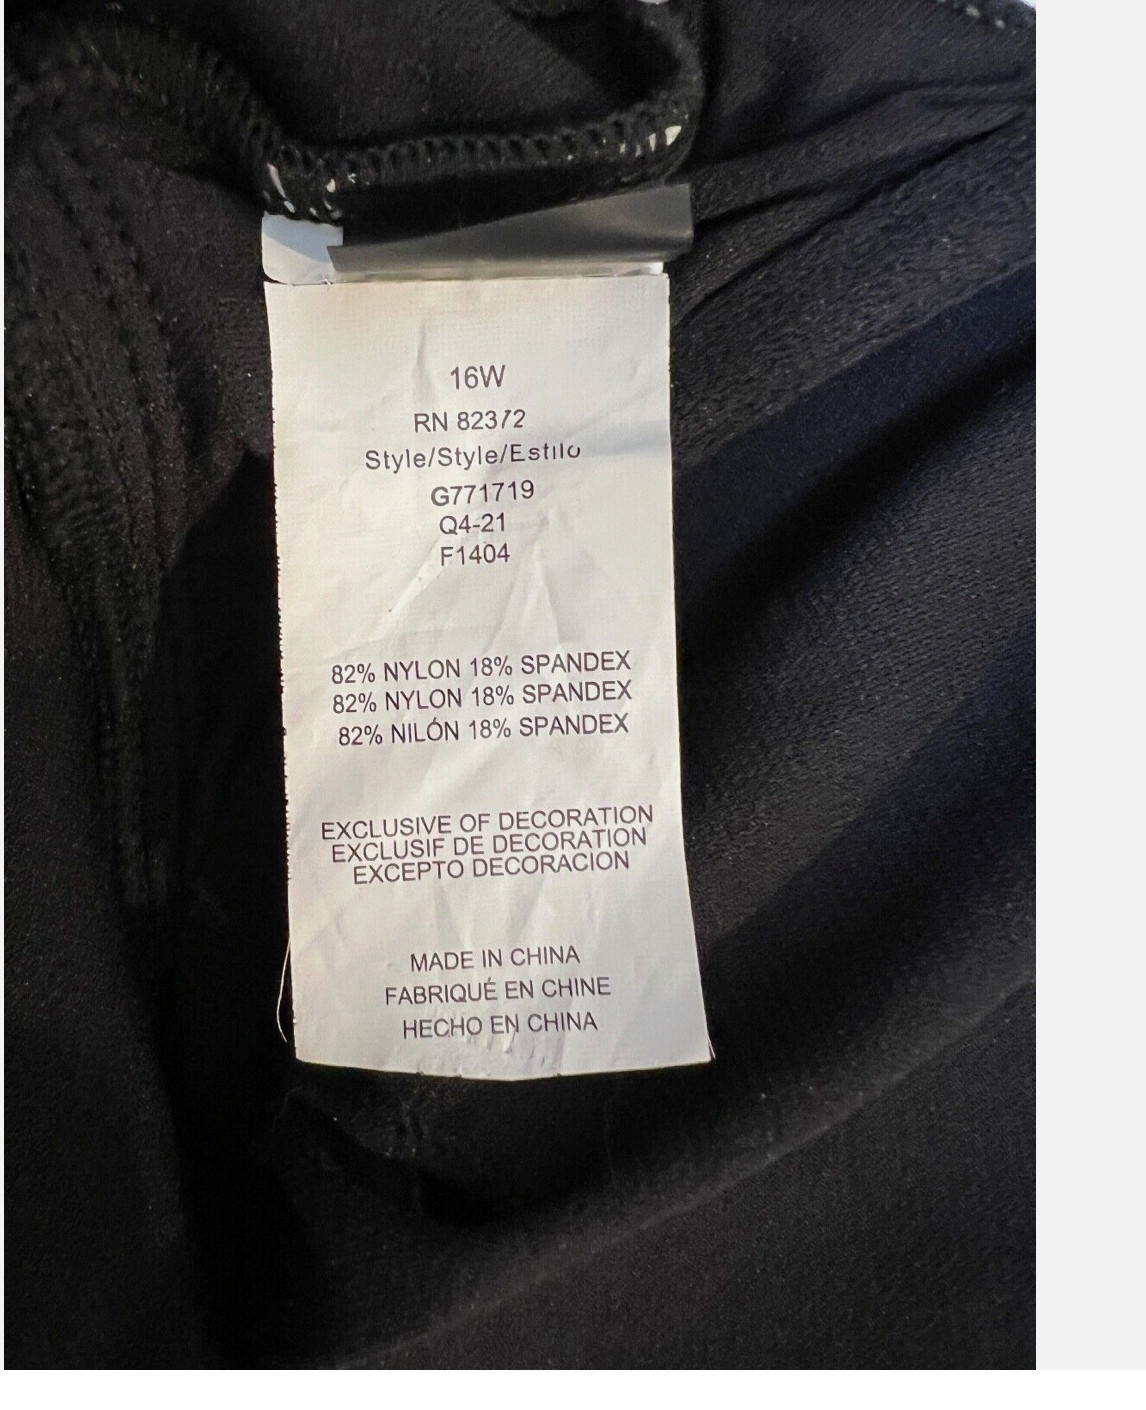 16W
RN 82372
Style/Style/Estilo
G771719
Q4-21
F1404
82% NYLON 18% SPANDEX
82% NYLON 18% SPANDEX
82% NILÓN 18% SPANDEX
EXCLUSIVE OF DECORATION
EXCLUSIF DE DECORATION
EXCEPTO DECORACION
MADE IN CHINA
FABRIQUÉ EN CHINE
HECHO EN CHINA